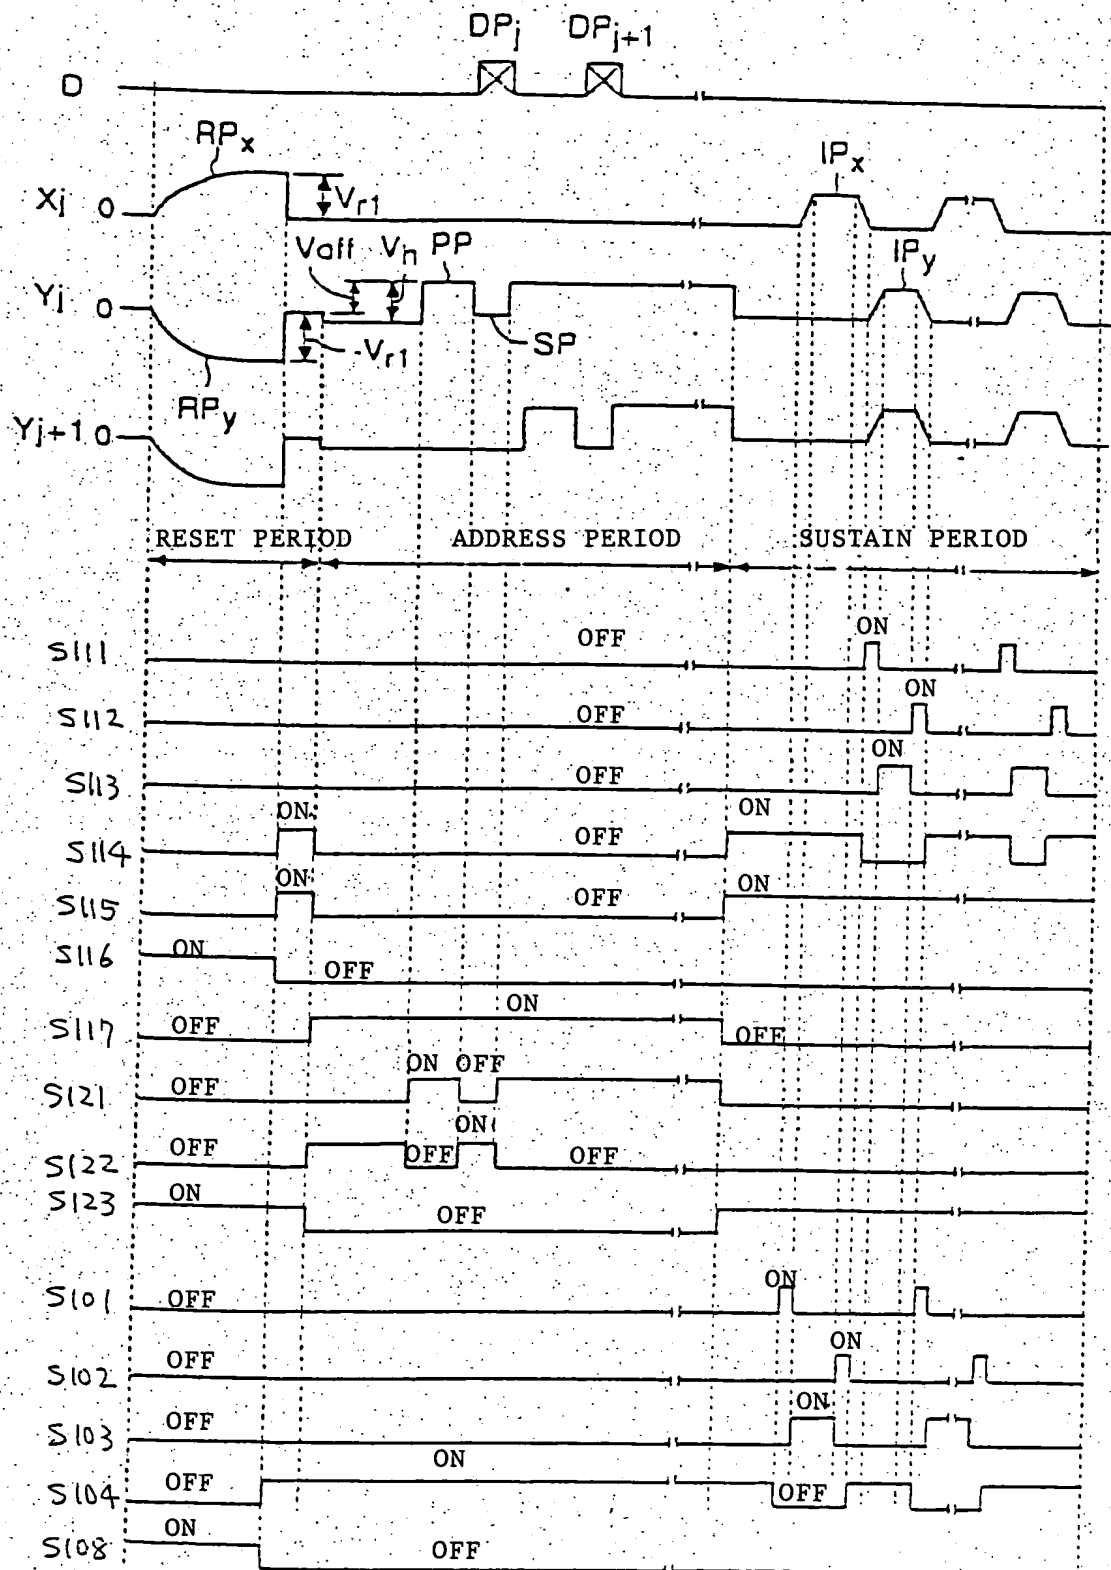 DPj DPj+1
D
RPx
IPx
Xj 0
Vr1
Voff Vh PP
IPy
Yj 0
SP
-Vr1
RPy
Yj+1 0
RESET PERIOD ADDRESS PERIOD SUSTAIN PERIOD
S111 OFF ON
S112 OFF ON
S113 OFF ON
S114 ON OFF ON
S115 ON OFF ON
S116 ON OFF
S117 OFF ON OFF
S121 OFF ON OFF
S122 OFF OFF ON OFF
S123 ON OFF
S101 OFF ON
S102 OFF ON
S103 OFF ON
S104 OFF ON OFF
S108 ON OFF